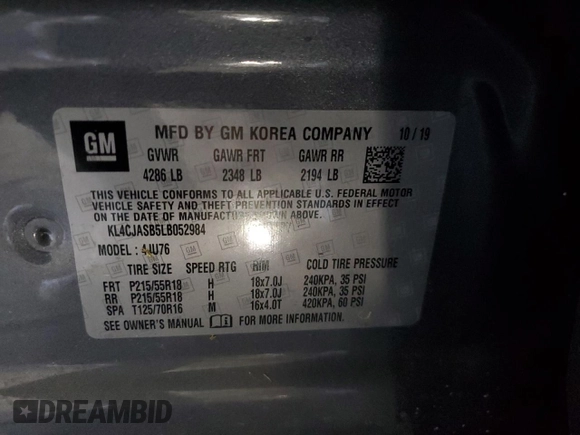 GM
MFD BY GM KOREA COMPANY 10/19
GVWR GAWR FRT GAWR RR
4286 LB 2348 LB 2194 LB
THIS VEHICLE CONFORMS TO ALL APPLICABLE U.S. FEDERAL MOTOR
VEHICLE SAFETY AND THEFT PREVENTION STANDARDS IN EFFECT ON THE
DATE OF MANUFACTURE SHOWN ABOVE.
KL4CJASB5LB052984
MODEL: 4JU76
TIRE SIZE SPEED RTG RIM COLD TIRE PRESSURE
FRT P215/55R18 H 18x7.0J 240KPA, 35 PSI
RR P215/55R18 H 18x7.0J 240KPA, 35 PSI
SPA T125/70R16 M 16x4.0T 420KPA, 60 PSI
SEE OWNER'S MANUAL FOR MORE INFORMATION.
DREAMBID